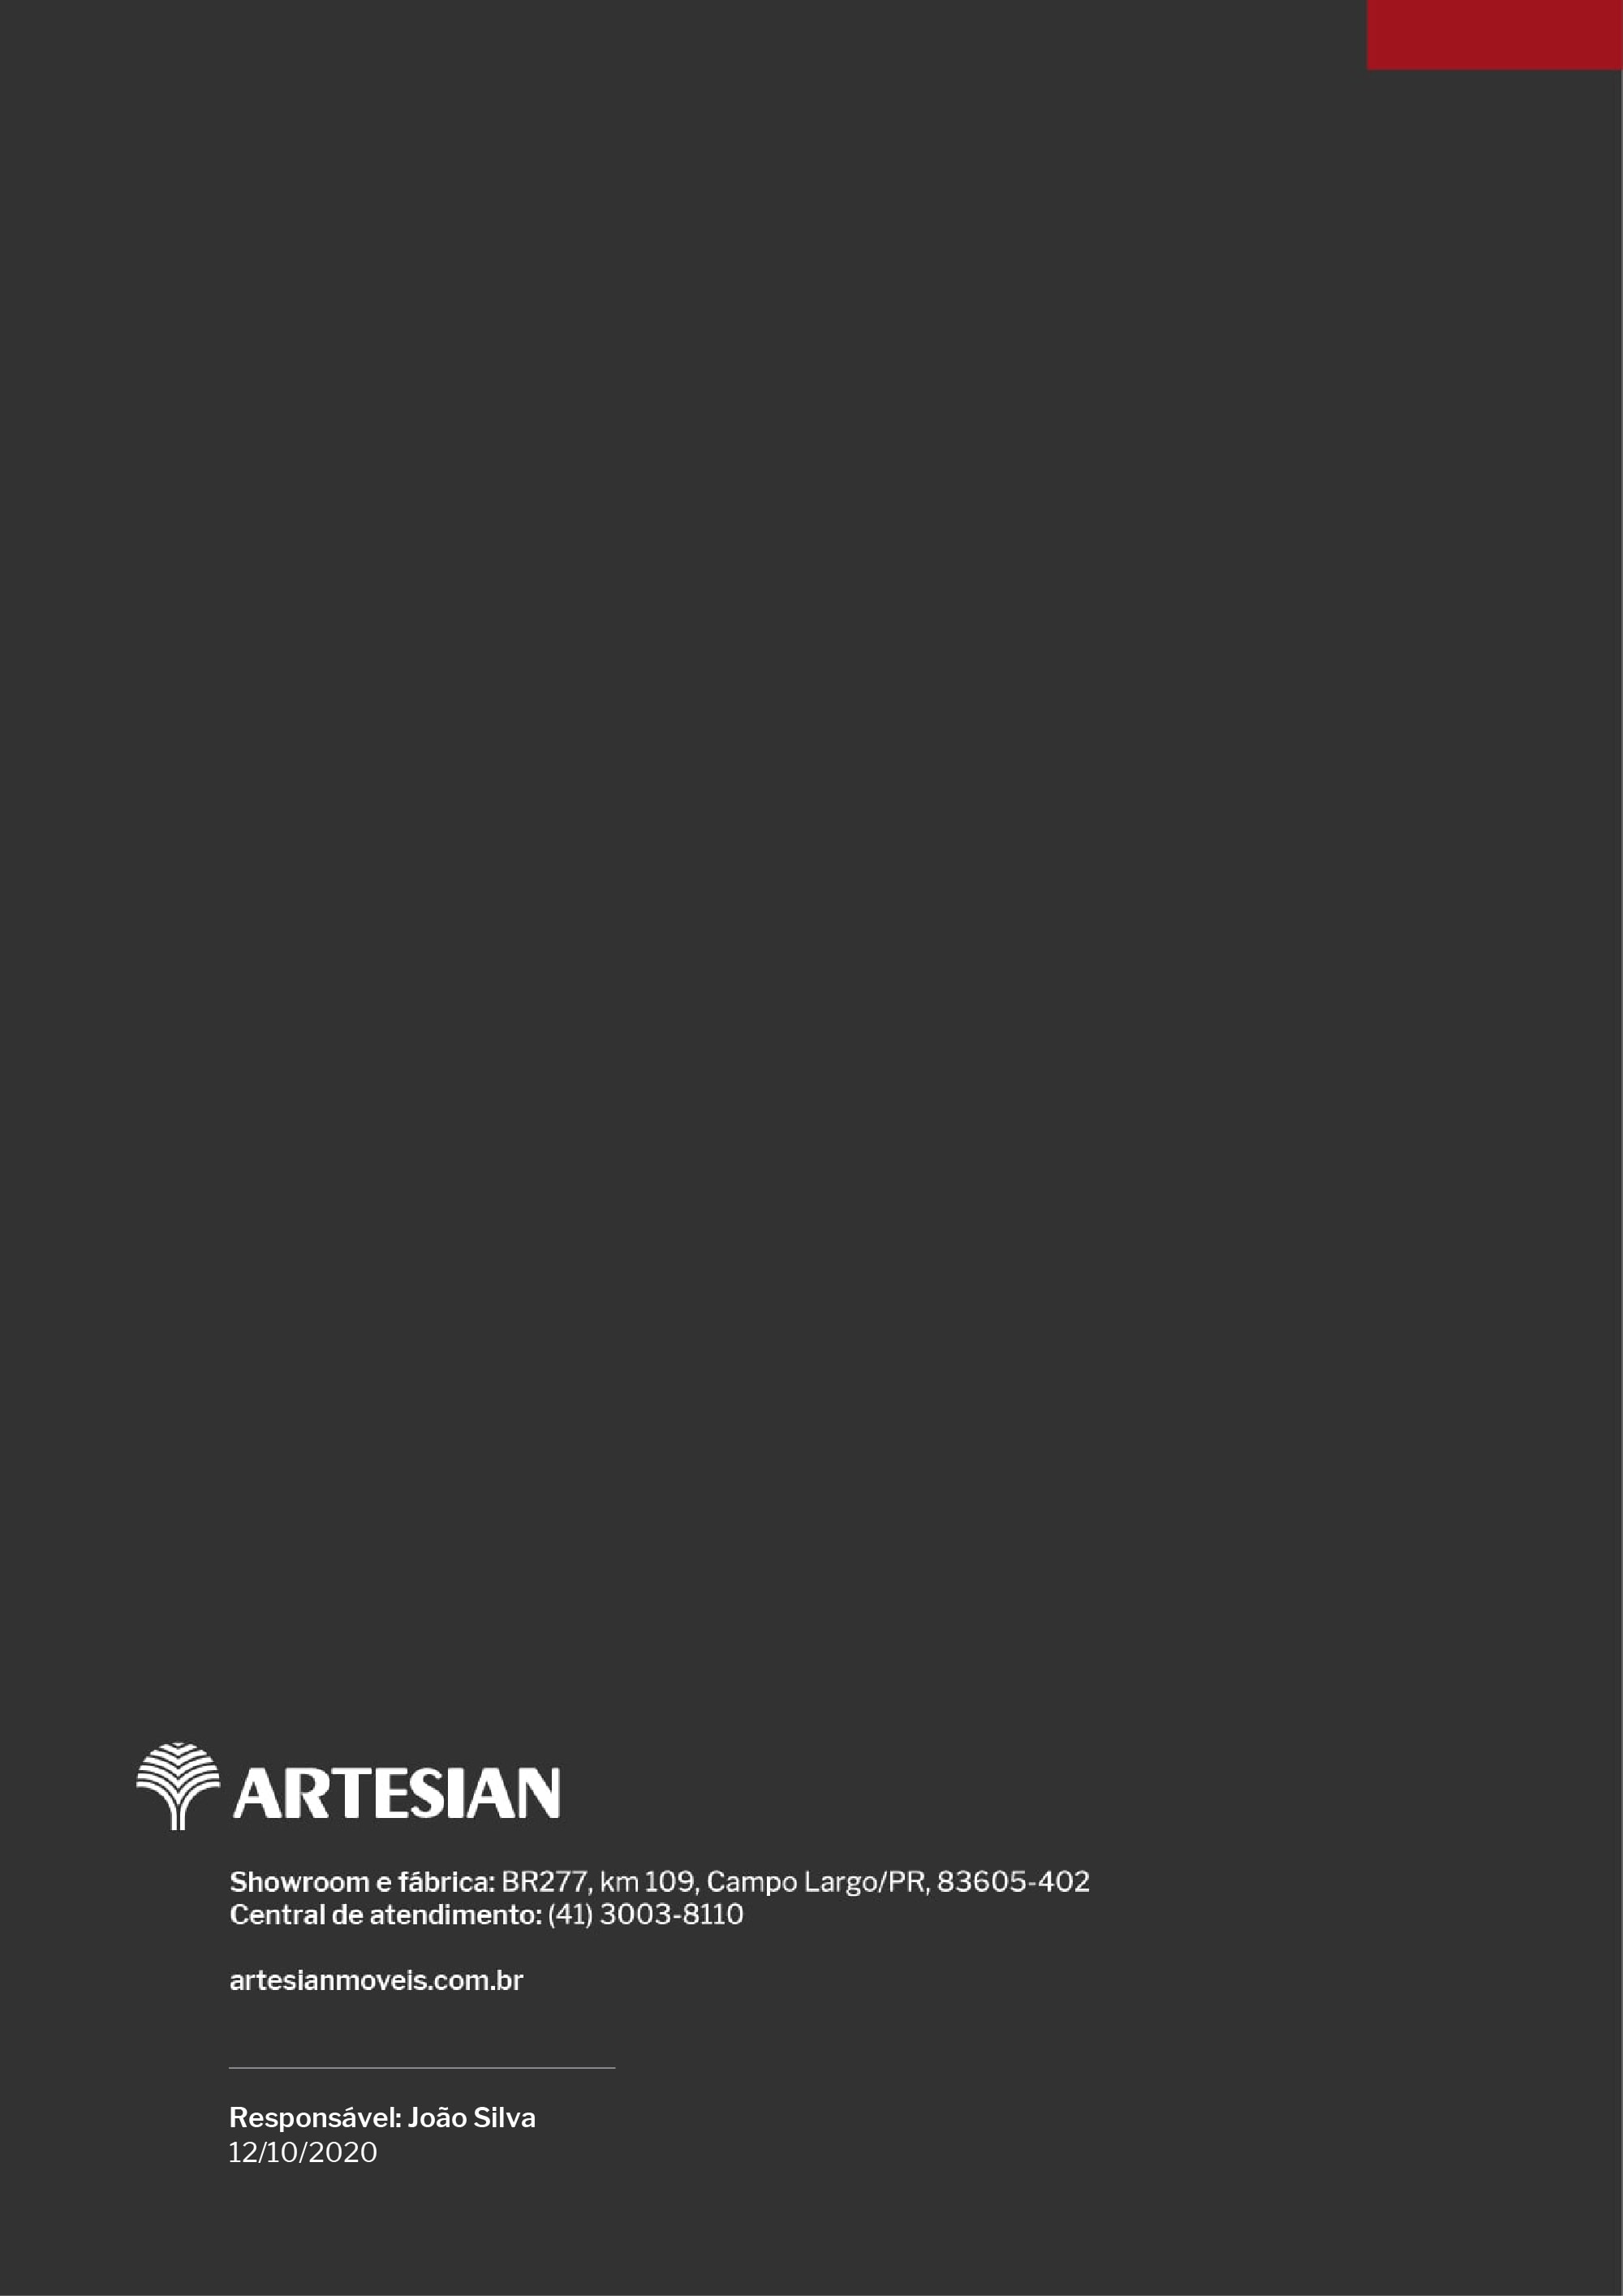 ARTESIAN
Showroom e fábrica: BR277, km 109, Campo Largo/PR, 83605-402
Central de atendimento: (41) 3003-8110
artesianmoveis.com.br
Responsável: João Silva
12/10/2020